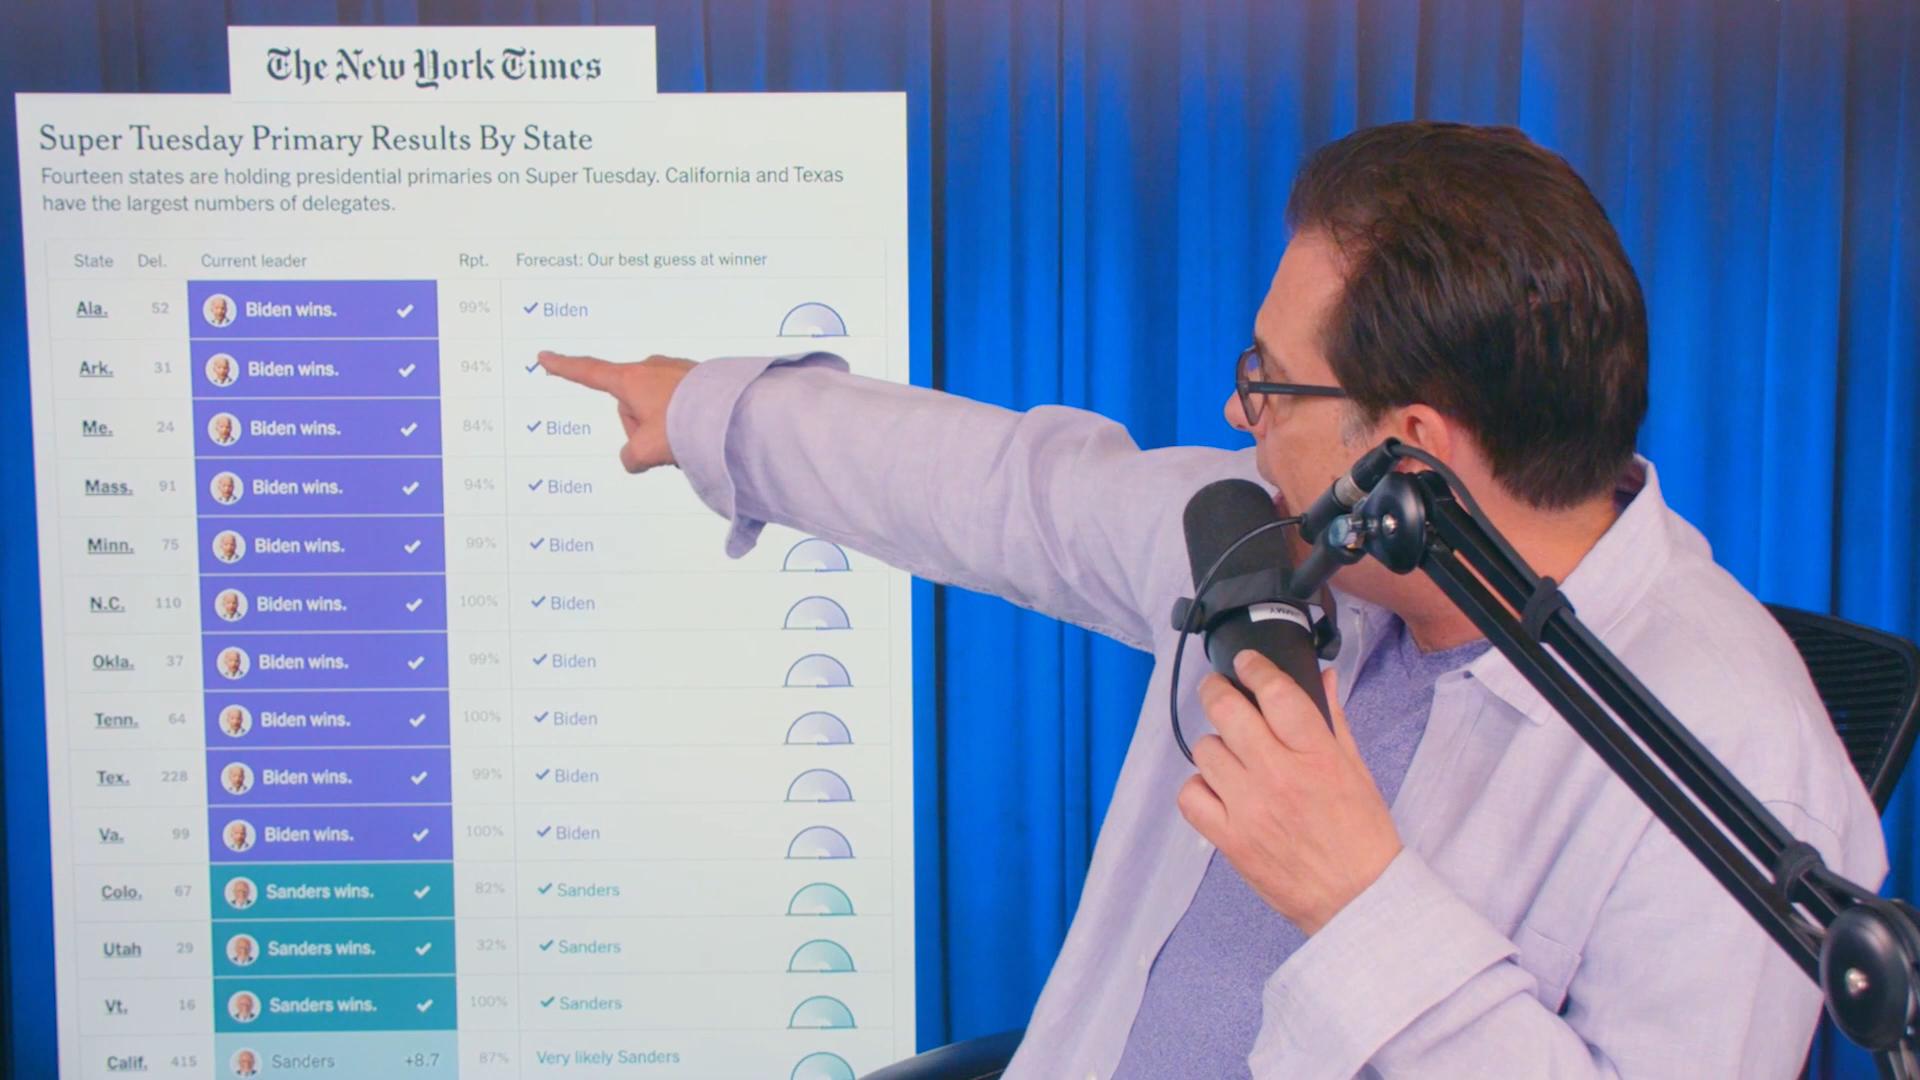 The New York Times
Super Tuesday Primary Results By State
Fourteen states are holding presidential primaries on Super Tuesday. California and Texas
have the largest numbers of delegates.
State Del. Current leader Rpt. Forecast: Our best guess at winner
Ala. 52 Biden wins. 99% Biden
Ark. 31 Biden wins. 94%
Me. 24 Biden wins. 84% Biden
Mass. 91 Biden wins. 94% Biden
Minn. 75 Biden wins. 99% Biden
N.C. 110 Biden wins. 100% Biden
Okla. 37 Biden wins. 99% Biden
Tenn. 64 Biden wins. 100% Biden
Tex. 228 Biden wins. 99% Biden
Va. 99 Biden wins. 100% Biden
Colo. 67 Sanders wins. 82% Sanders
Utah 29 Sanders wins. 32% Sanders
Vt. 16 Sanders wins. 100% Sanders
Calif. 415 Sanders +8.7 87% Very likely Sanders